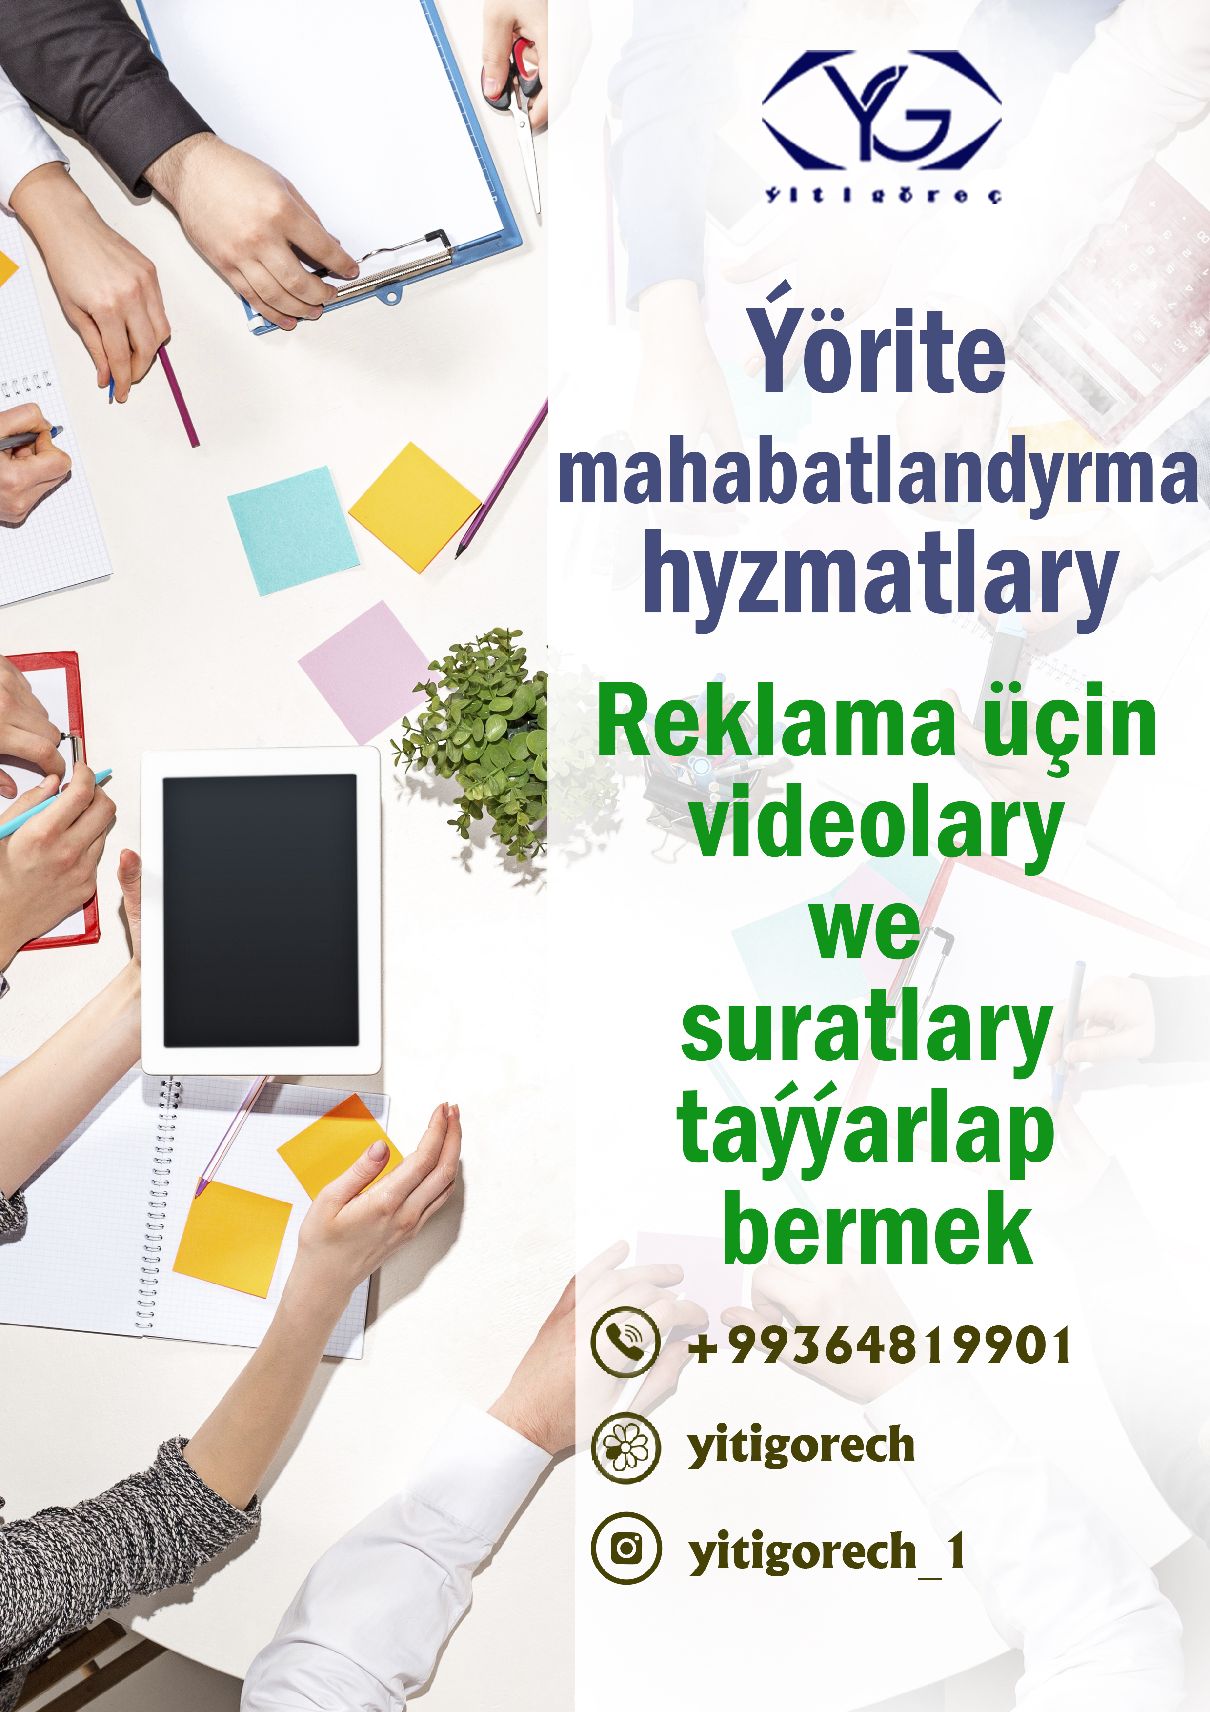 YG
Ýitigöreç
Ýörite
mahabatlandyrma
hyzmatlary
Reklama üçin
videolary
we
suratlary
taýýarlap
bermek
+99364819901
yitigorech
yitigorech_1